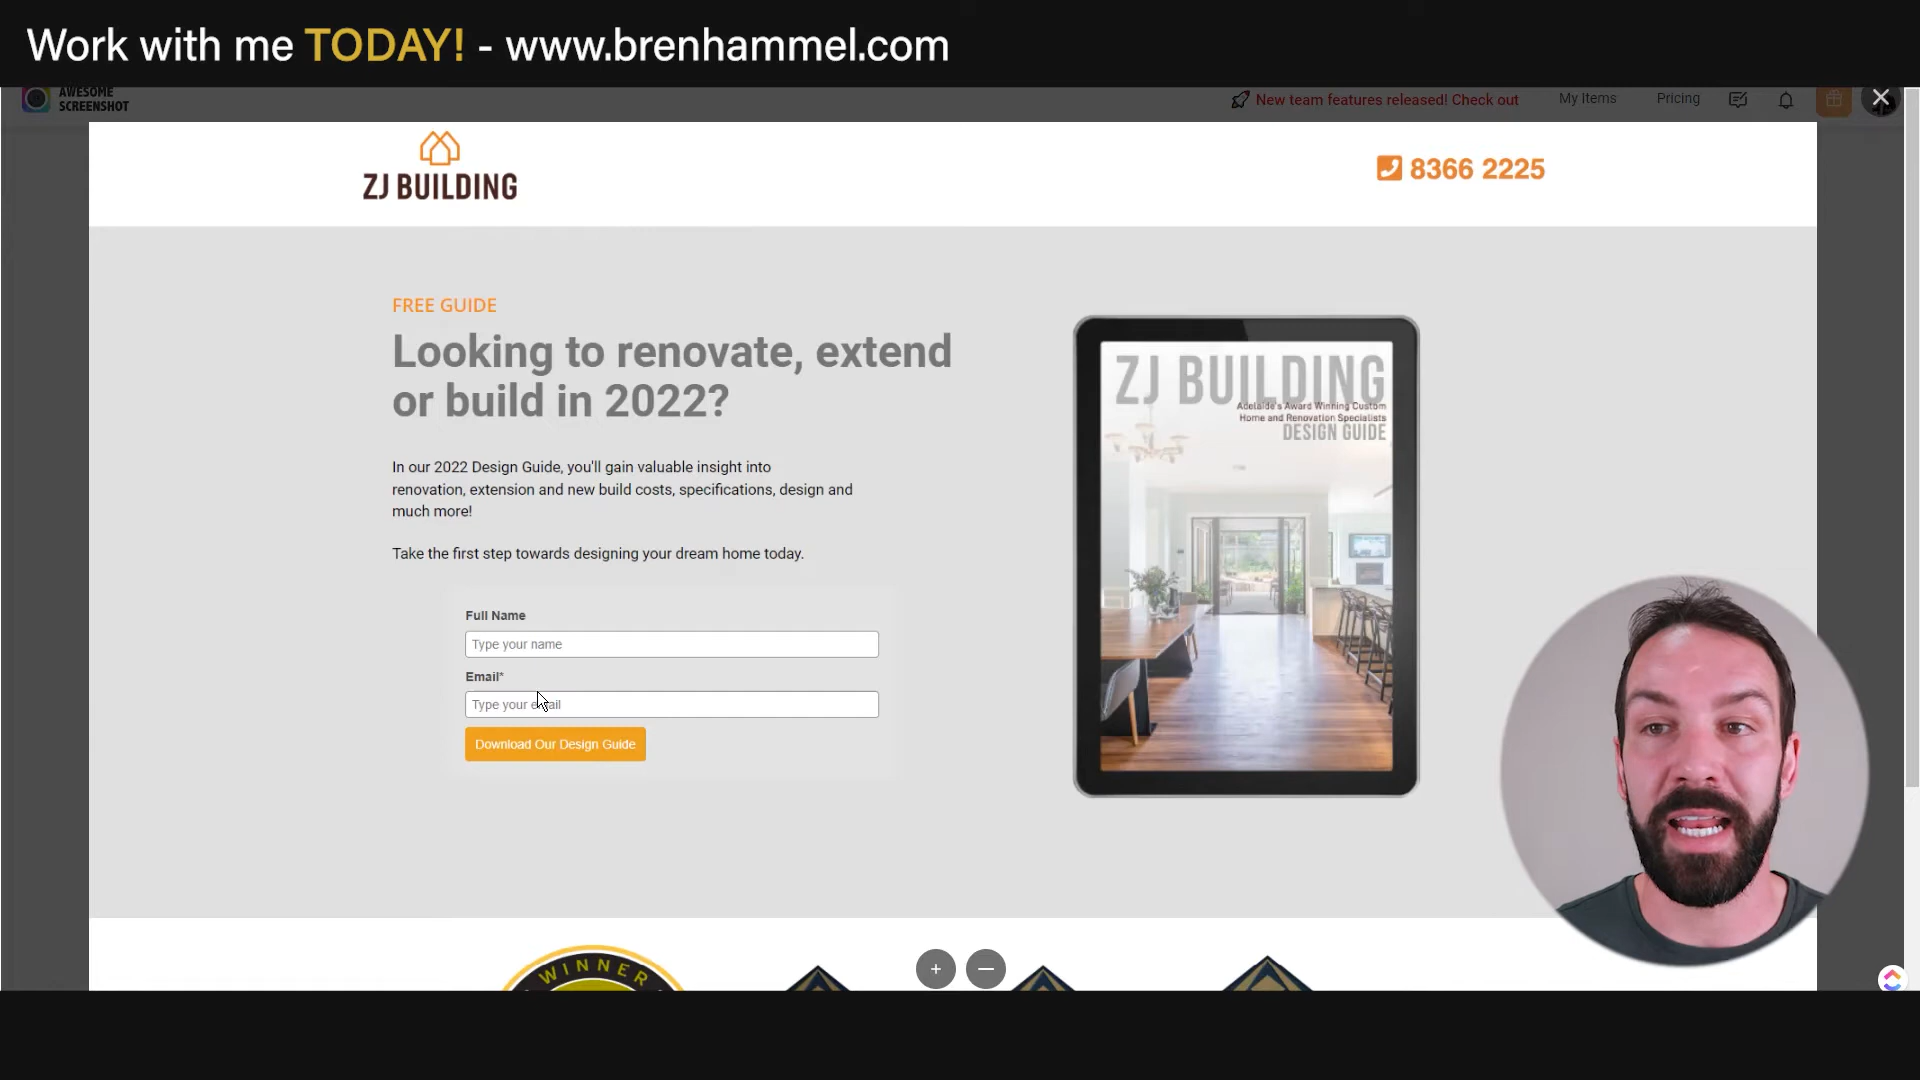 Work with me TODAY! - www.brenhammel.com
AWESOME
SCREENSHOT
New team features released! Check out
My Items
Pricing
ZJ BUILDING
8366 2225
FREE GUIDE
Looking to renovate, extend
or build in 2022?
In our 2022 Design Guide, you'll gain valuable insight into
renovation, extension and new build costs, specifications, design and
much more!
Take the first step towards designing your dream home today.
Full Name
Type your name
Email*
Type your email
Download Our Design Guide
ZJ BUILDING
Adelaide's Award Winning Custom
Home and Renovation Specialists
DESIGN GUIDE
WINNER